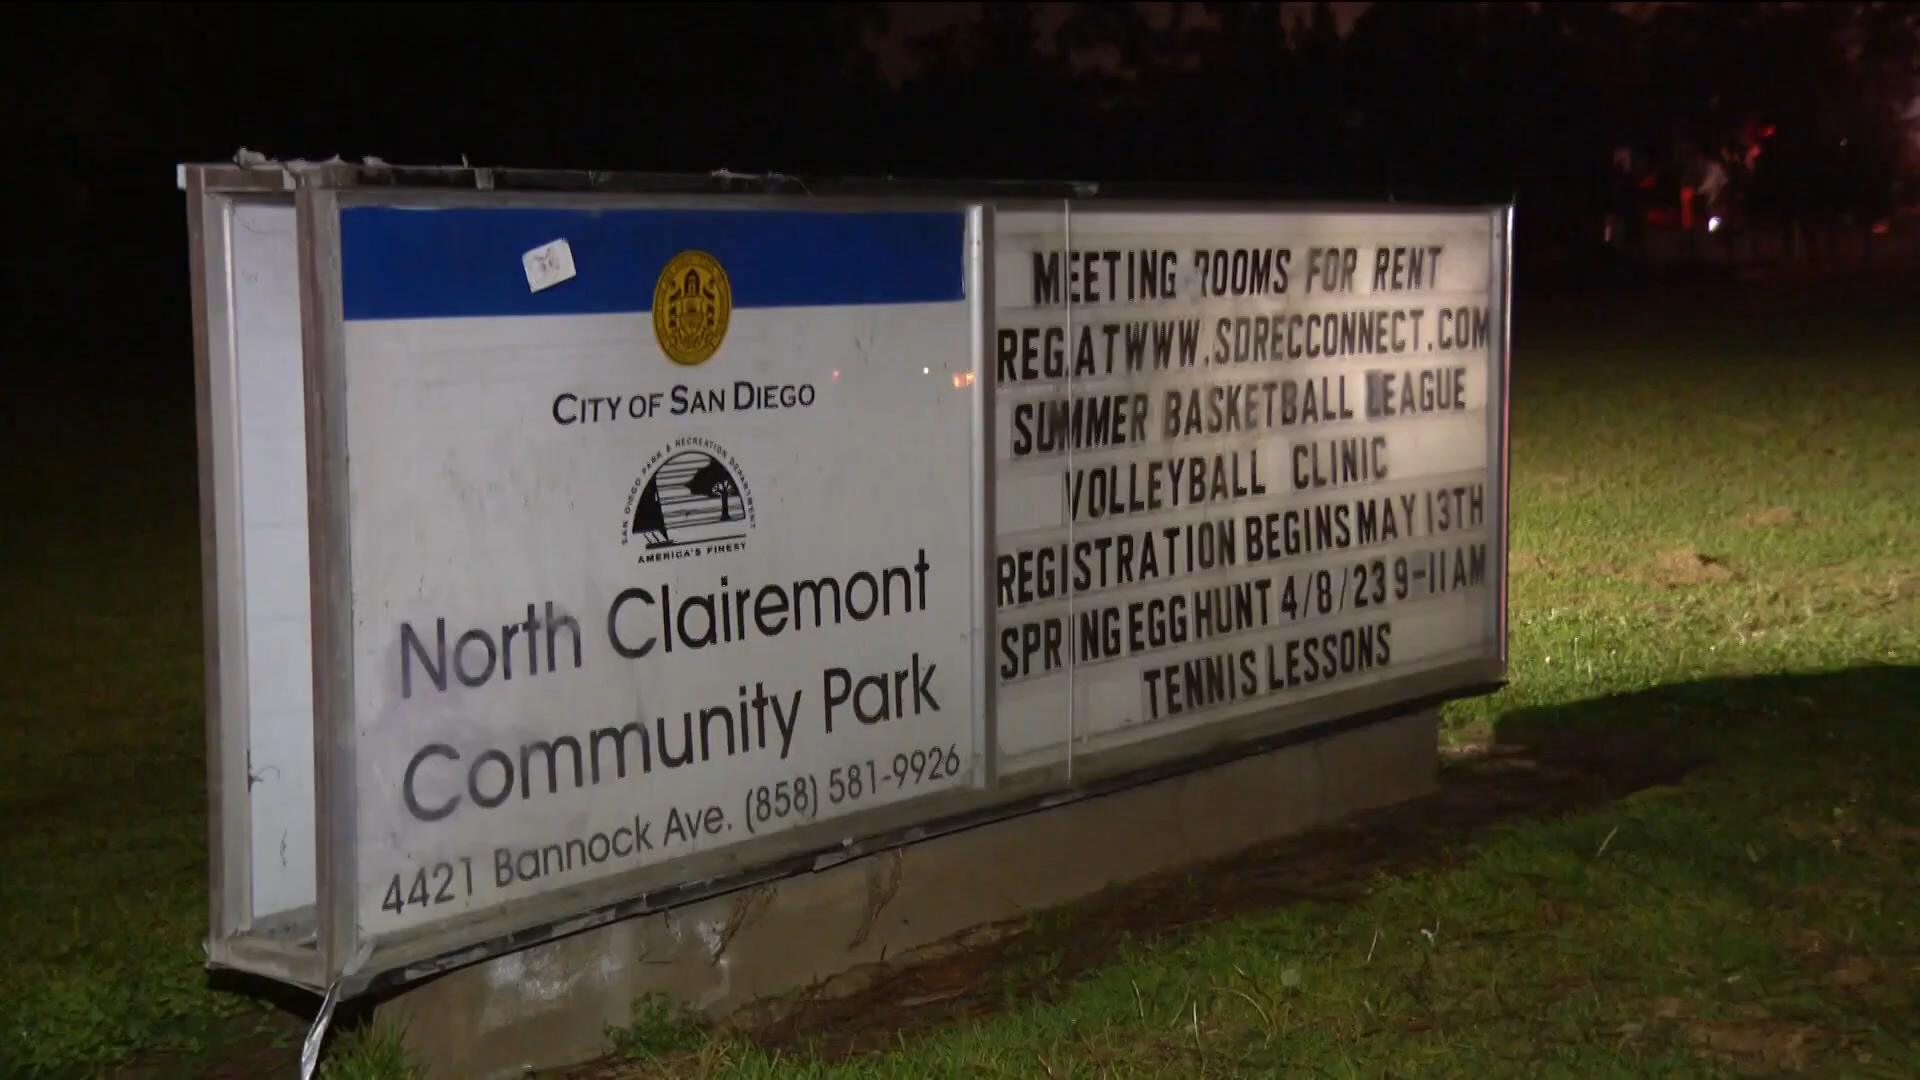 CITY OF SAN DIEGO
SAN DIEGO PARK & RECREATION DEPARTMENT
AMERICA'S FINEST
North Clairemont
Community Park
4421 Bannock Ave. (858) 581-9926
MEETING ROOMS FOR RENT
REG.AT WWW.SDRECCONNECT.COM
SUMMER BASKETBALL LEAGUE
VOLLEYBALL CLINIC
REGISTRATION BEGINS MAY 13TH
SPRING EGG HUNT 4/8/23 9-11 AM
TENNIS LESSONS